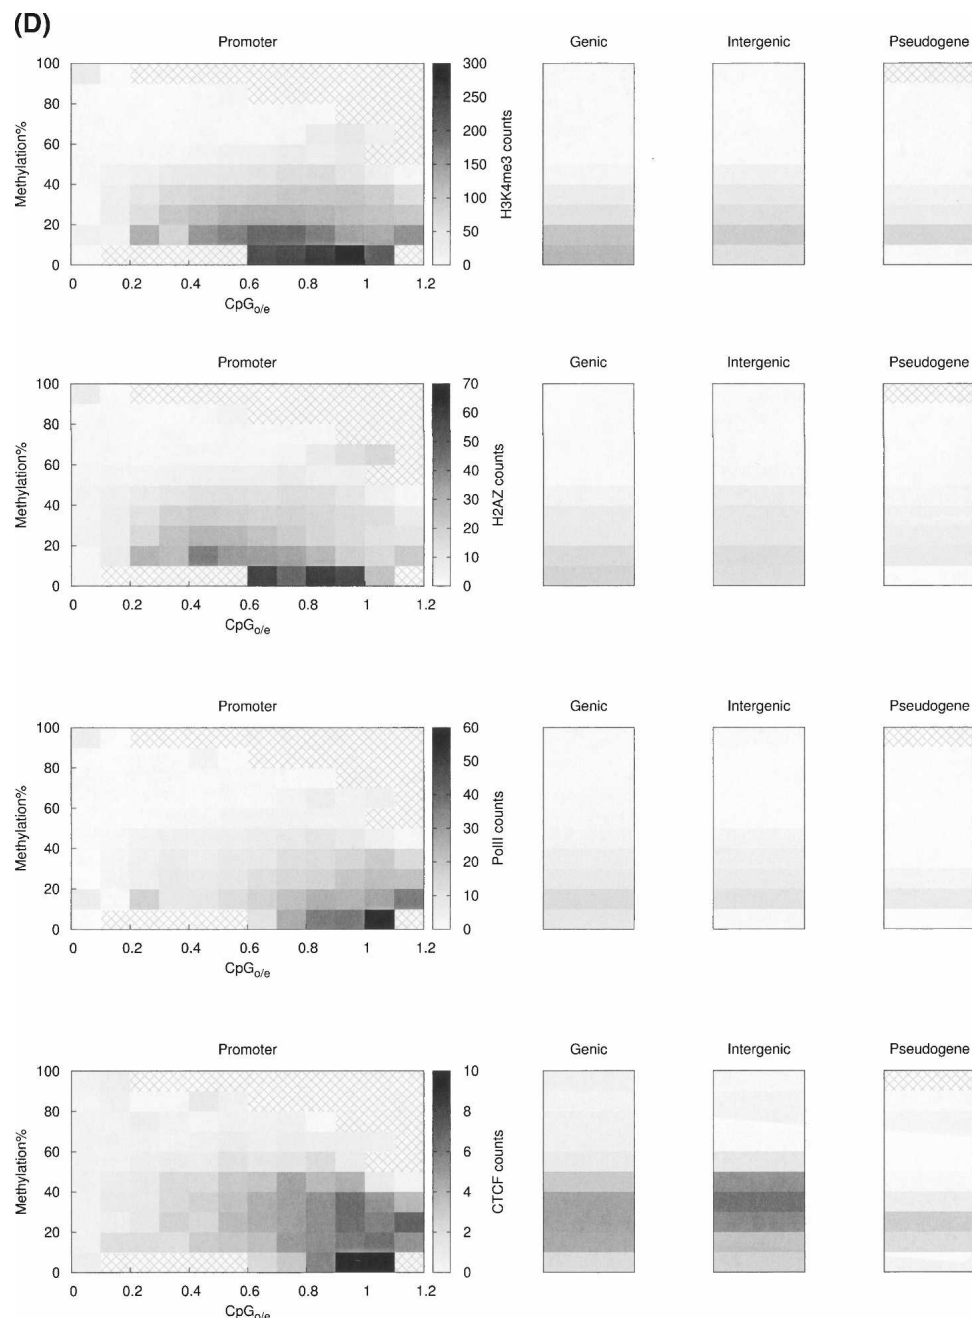 (D)
Promoter Genic Intergenic Pseudogene
100 300
80 250
60 200
40 150
20 100
0 50
0
Methylation%
H3K4me3 counts
0 0.2 0.4 0.6 0.8 1 1.2
CpGo/e
Promoter Genic Intergenic Pseudogene
100 70
80 60
60 50
40 40
20 30
0 20
10
0
Methylation%
H2AZ counts
0 0.2 0.4 0.6 0.8 1 1.2
CpGo/e
Promoter Genic Intergenic Pseudogene
100 60
80 50
60 40
40 30
20 20
0 10
0
Methylation%
PolII counts
0 0.2 0.4 0.6 0.8 1 1.2
CpGo/e
Promoter Genic Intergenic Pseudogene
100 10
80 8
60 6
40 4
20 2
0 0
Methylation%
CTCF counts
0 0.2 0.4 0.6 0.8 1 1.2
CpGo/e